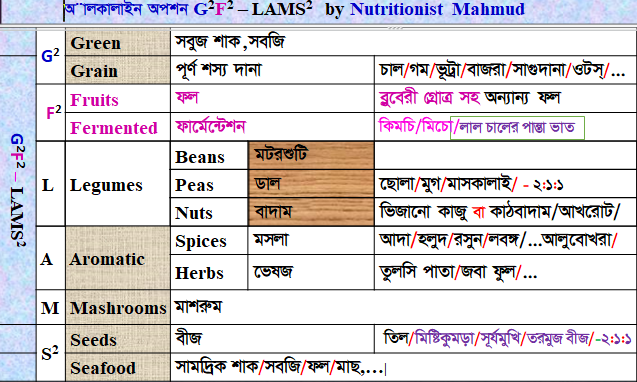 অ্যালকালাইন অপশন G²F² – LAMS² by Nutritionist Mahmud
G²F² – LAMS²
G² Green সবুজ শাক,সবজি
Grain পূর্ণ শস্য দানা চাল/গম/ভূট্রা/বাজরা/সাগুদানা/ওটস্/...
F² Fruits ফল ব্লুবেরী গ্রোত্র সহ অন্যান্য ফল
Fermented ফার্মেন্টেশন কিমচি/মিচো/লাল চালের পান্তা ভাত
L Legumes Beans মটরশুটি
Peas ডাল ছোলা/মুগ/মাসকালাই/ - ২:১:১
Nuts বাদাম ভিজানো কাজু বা কাঠবাদাম/আখরোট/
A Aromatic Spices মসলা আদা/হলুদ/রসুন/লবঙ্গ/...আলুবোখরা/
Herbs ভেষজ তুলসি পাতা/জবা ফুল/...
M Mashrooms মাশরুম
S² Seeds বীজ তিল/মিষ্টিকুমড়া/সূর্যমুখি/তরমুজ বীজ/-২:১:১
Seafood সামদ্রিক শাক/সবজি/ফল/মাছ,...